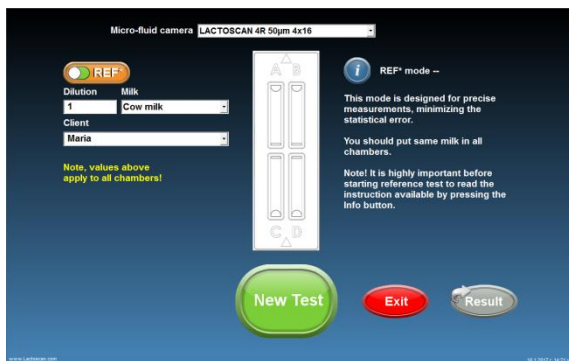 Micro-fluid camera LACTOSCAN 4R 50µm 4x16
REF*
Dilution Milk
1 Cow milk
Client
Maria
Note, values above
apply to all chambers!
A B
C D
i REF* mode --
This mode is designed for precise
measurements, minimizing the
statistical error.
You should put same milk in all
chambers.
Note! It is highly important before
starting reference test to read the
instruction available by pressing the
Info button.
New Test
Exit
Result